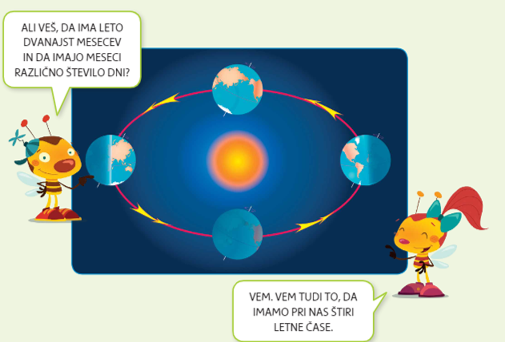 ALI VEŠ, DA IMA LETO
DVANAJST MESECEV
IN DA IMAJO MESECI
RAZLIČNO ŠTEVILO DNI?
VEM. VEM TUDI TO, DA
IMAMO PRI NAS ŠTIRI
LETNE ČASE.